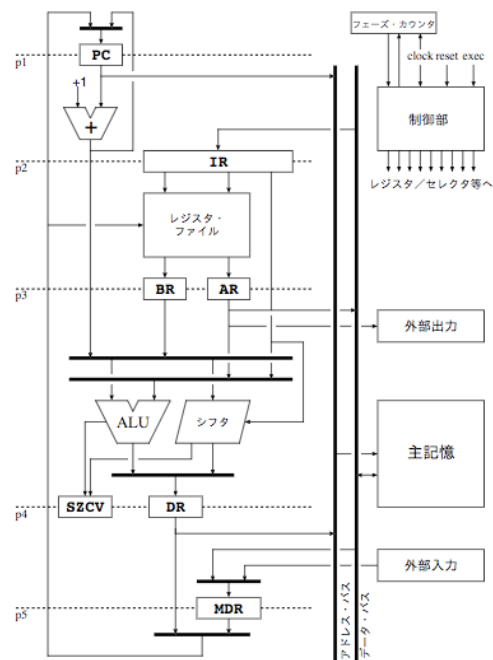 フェーズ・カウンタ
clock reset exec
制御部
レジスタ／セレクタ等へ
p1
PC
+1
+
p2
IR
レジスタ・
ファイル
p3
BR
AR
外部出力
ALU
シフタ
主記憶
p4
SZCV
DR
外部入力
p5
MDR
アドレス・バス
データ・バス